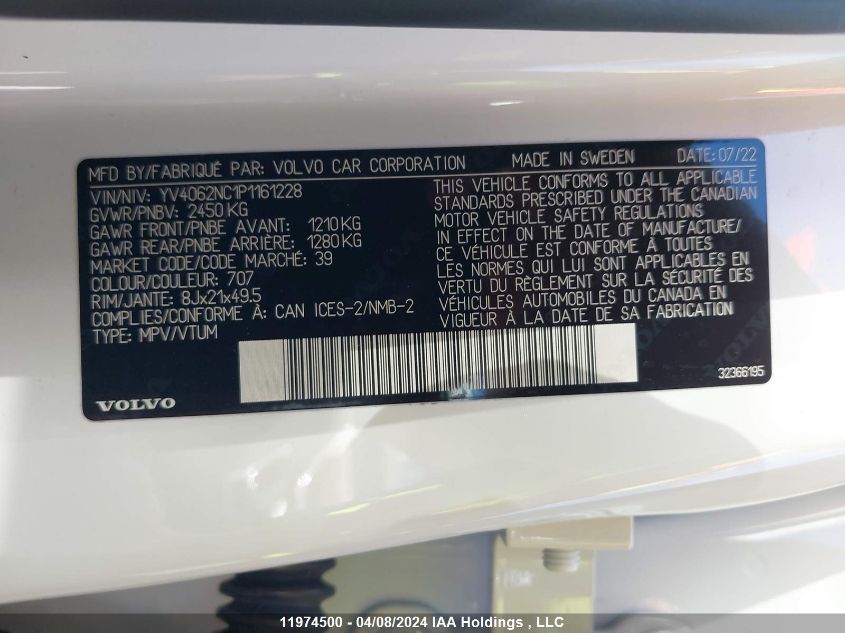 MFD BY/FABRIQUÉ PAR: VOLVO CAR CORPORATION MADE IN SWEDEN DATE: 07/22
VIN/NIV: YV4062NC1P1161228
GVWR/PNBV: 2450 KG
GAWR FRONT/PNBE AVANT: 1210 KG
GAWR REAR/PNBE ARRIÈRE: 1280 KG
MARKET CODE/CODE MARCHÉ: 39
COLOUR/COULEUR: 707
RIM/JANTE: 8Jx21x49.5
COMPLIES/CONFORME À: CAN ICES-2/NMB-2
TYPE: MPV/VTUM
THIS VEHICLE CONFORMS TO ALL APPLICABLE
STANDARDS PRESCRIBED UNDER THE CANADIAN
MOTOR VEHICLE SAFETY REGULATIONS
IN EFFECT ON THE DATE OF MANUFACTURE/
CE VÉHICULE EST CONFORME À TOUTES
LES NORMES QUI LUI SONT APPLICABLES EN
VERTU DU RÈGLEMENT SUR LA SÉCURITÉ DES
VÉHICULES AUTOMOBILES DU CANADA EN
VIGUEUR À LA DATE DE SA FABRICATION
VOLVO
32366195
11974500 - 04/08/2024 IAA Holdings , LLC